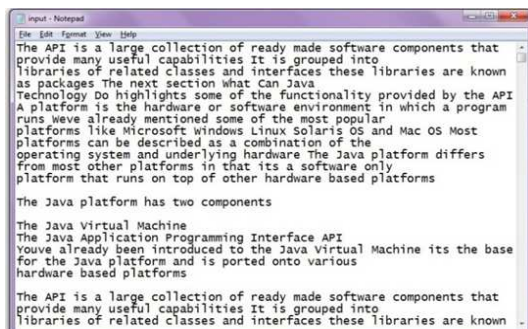 input - Notepad
File Edit Format View Help
The API is a large collection of ready made software components that
provide many useful capabilities It is grouped into
libraries of related classes and interfaces these libraries are known
as packages The next section What Can Java
Technology Do highlights some of the functionality provided by the API
A platform is the hardware or software environment in which a program
runs Weve already mentioned some of the most popular
platforms like Microsoft Windows Linux Solaris OS and Mac OS Most
platforms can be described as a combination of the
operating system and underlying hardware The Java platform differs
from most other platforms in that its a software only
platform that runs on top of other hardware based platforms
The Java platform has two components
The Java Virtual Machine
The Java Application Programming Interface API
Youve already been introduced to the Java Virtual Machine its the base
for the Java platform and is ported onto various
hardware based platforms
The API is a large collection of ready made software components that
provide many useful capabilities It is grouped into
libraries of related classes and interfaces these libraries are known